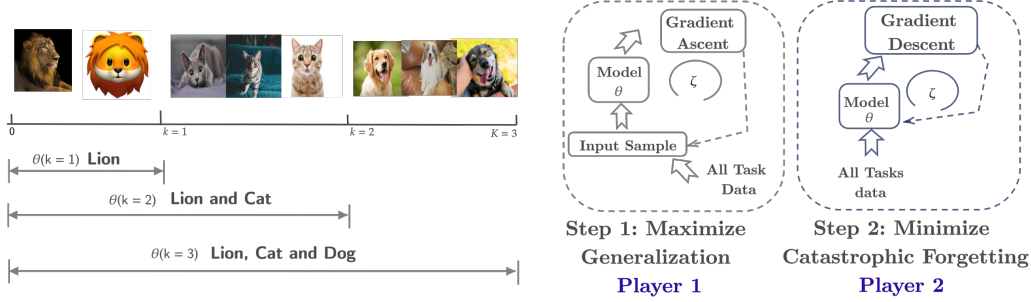 0
k = 1
k = 2
K = 3
θ(k = 1) Lion
θ(k = 2) Lion and Cat
θ(k = 3) Lion, Cat and Dog
Gradient
Ascent
Model
θ
ζ
Input Sample
All Task
Data
Step 1: Maximize
Generalization
Player 1
Gradient
Descent
Model
θ
ζ
All Tasks
data
Step 2: Minimize
Catastrophic Forgetting
Player 2